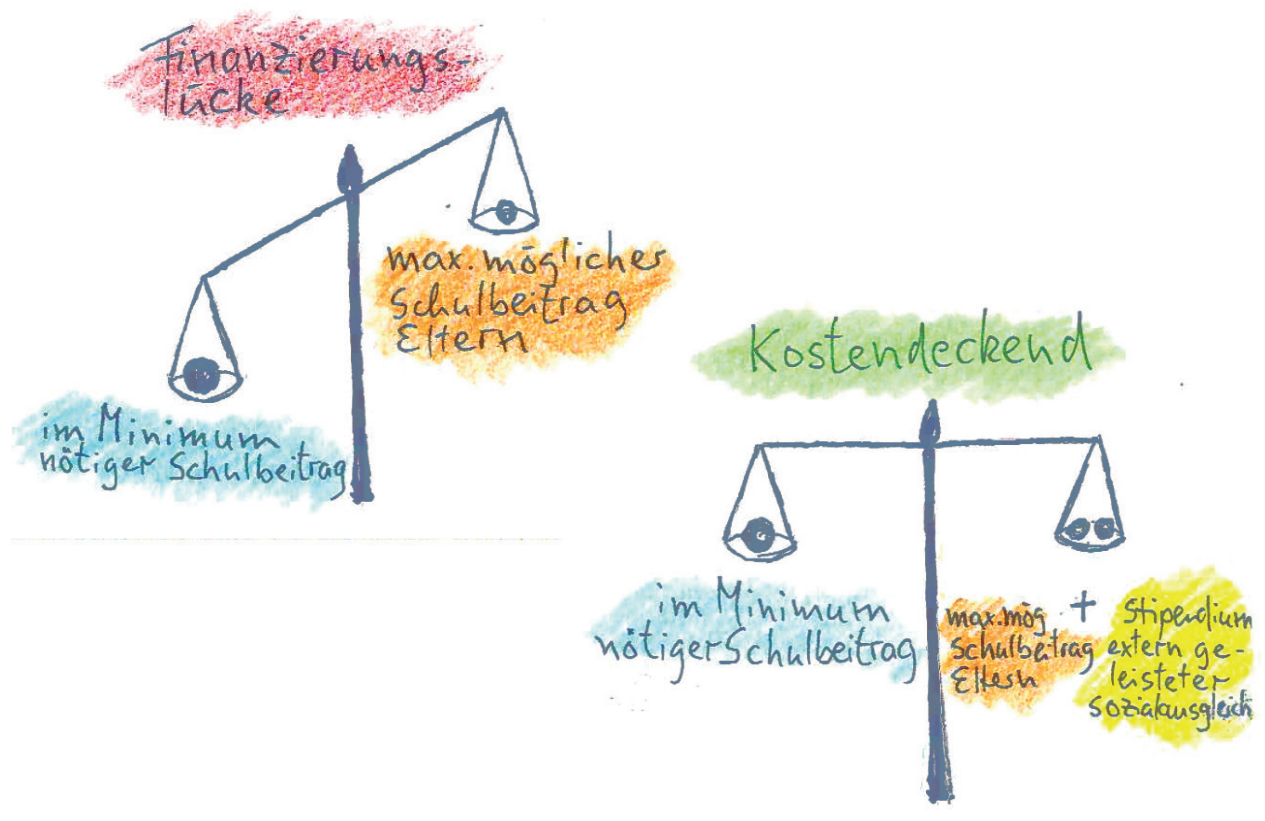 Finanzierungs-
lücke
max. möglicher
Schulbeitrag
Eltern
im Minimum
nötiger Schulbeitrag
Kostendeckend
im Minimum
nötiger Schulbeitrag
max. mög
Schulbeitrag
Eltern
+
Stipendium
extern ge-
leisteter
Sozialausgleich